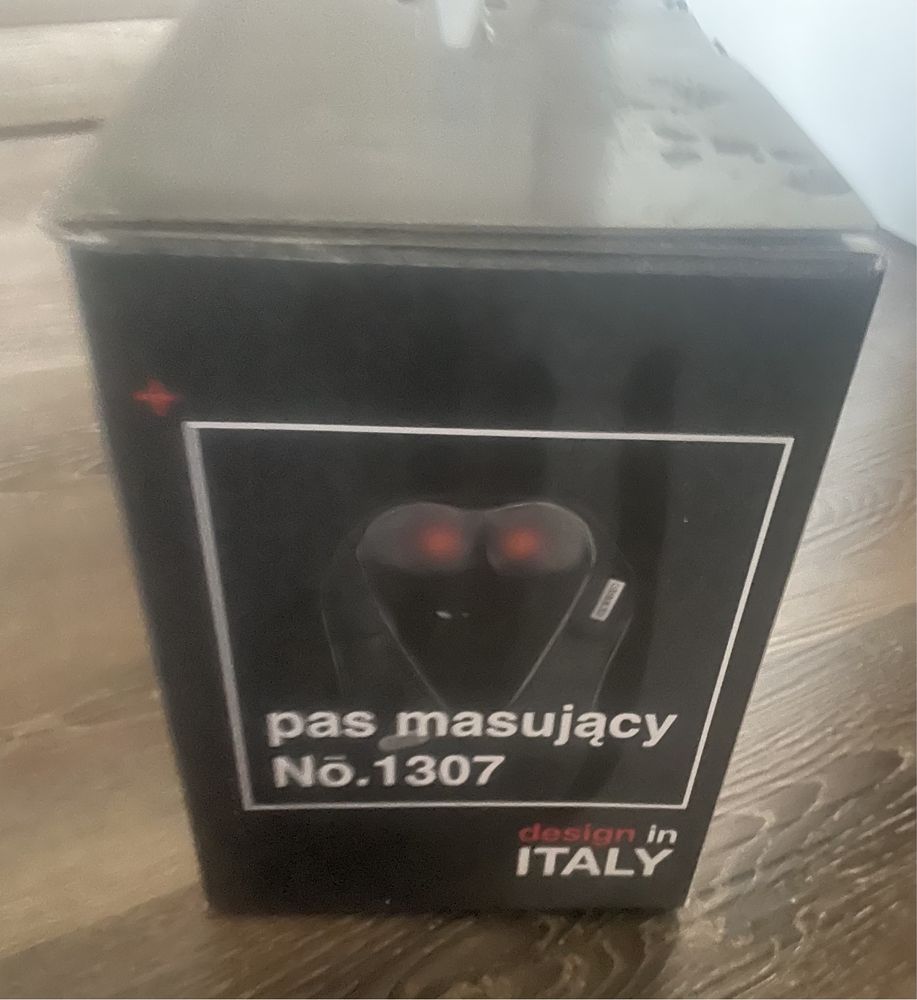 pas masujący
Nō.1307
design in
ITALY